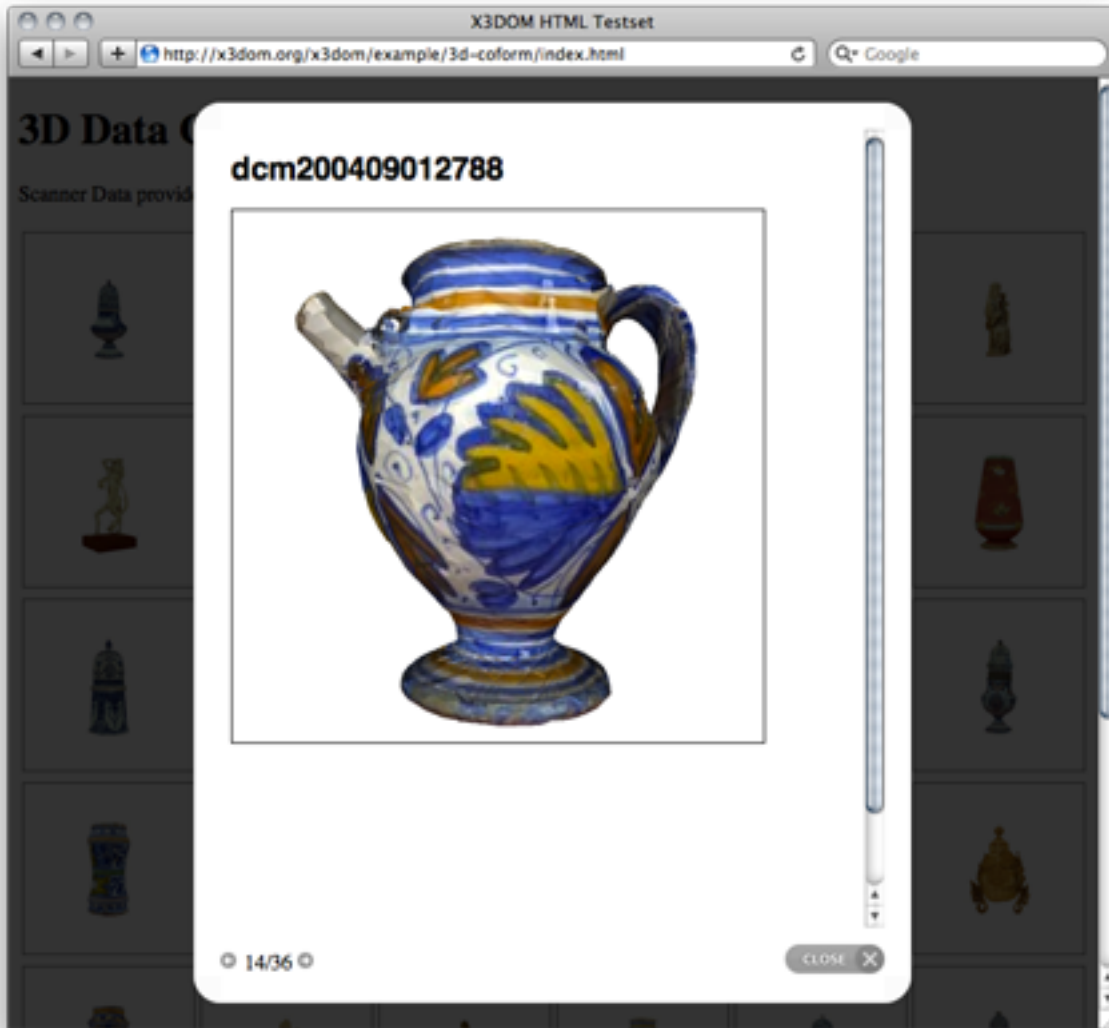 X3DOM HTML Testset
http://x3dom.org/x3dom/example/3d-coform/index.html
Google
3D Data
Scanner Data
dcm200409012788
14/36
CLOSE